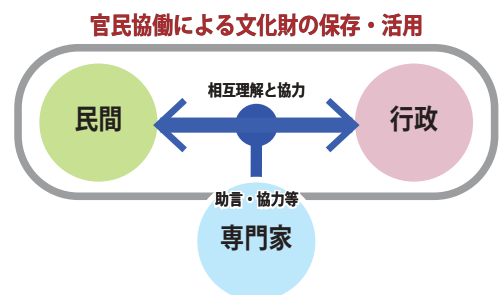 官民協働による文化財の保存・活用
相互理解と協力
民間
行政
助言・協力等
専門家